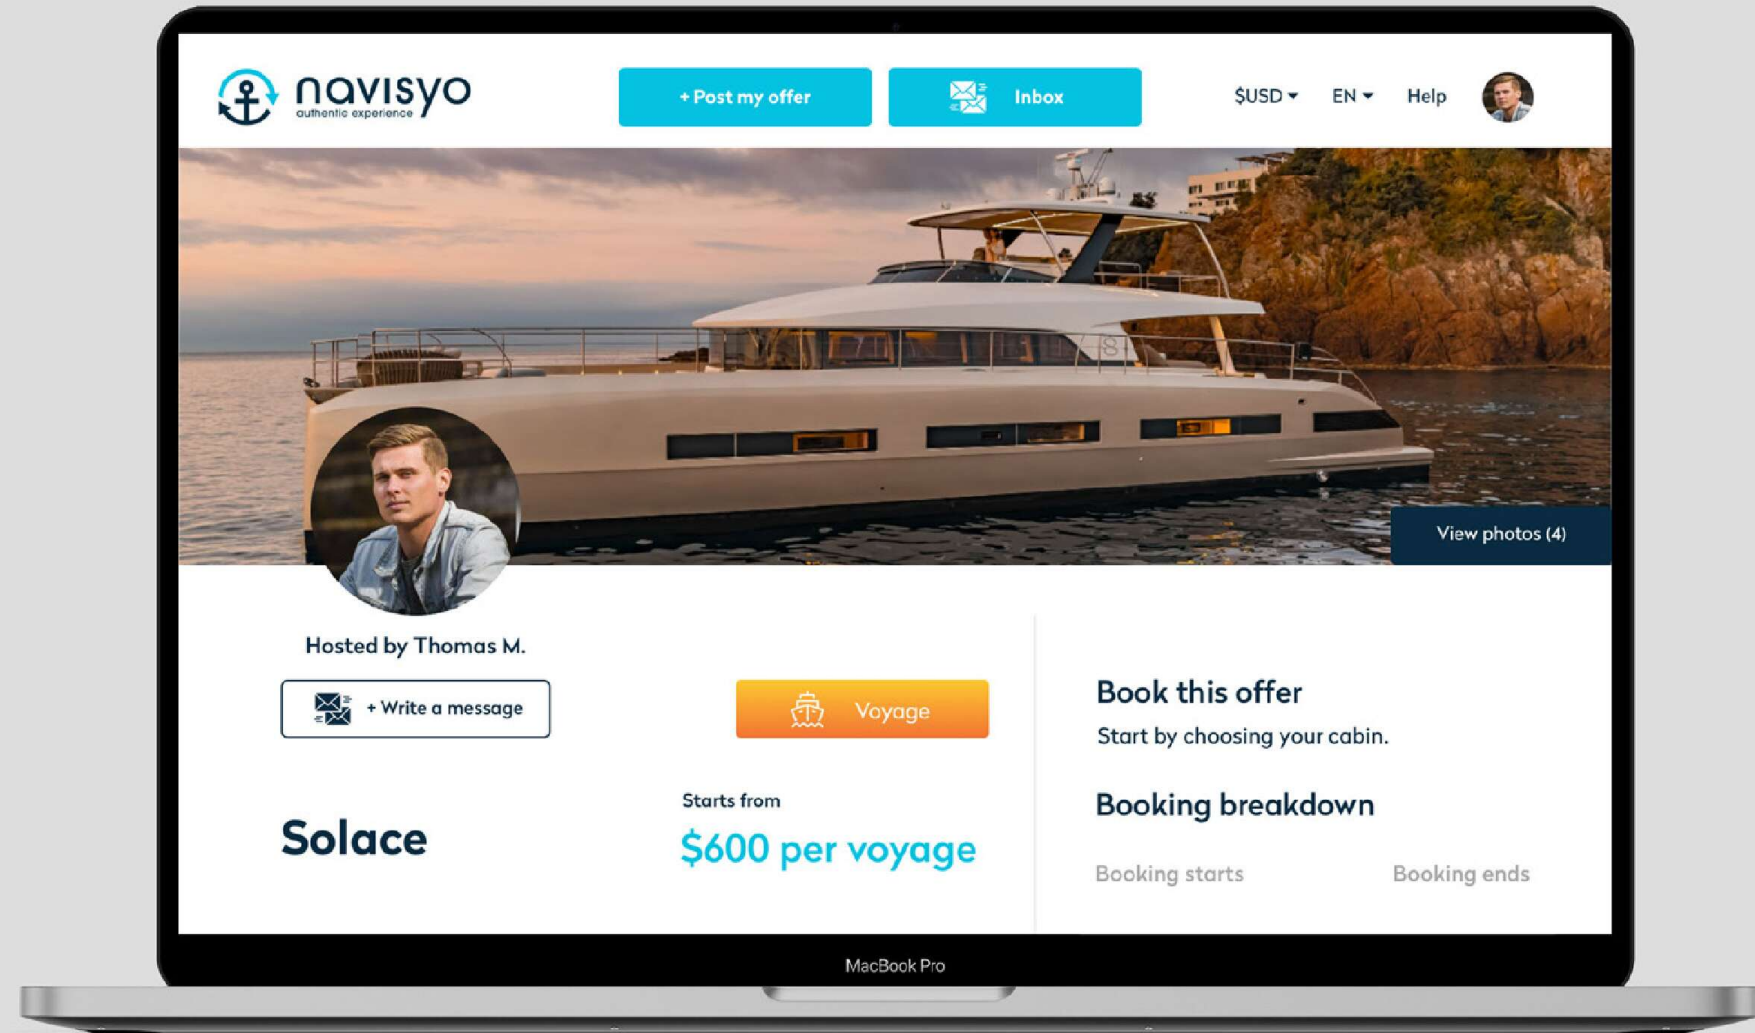 navisyo
authentic experience
+ Post my offer
Inbox
$USD
EN
Help
View photos (4)
Hosted by Thomas M.
+ Write a message
Voyage
Solace
Starts from
$600 per voyage
Book this offer
Start by choosing your cabin.
Booking breakdown
Booking starts
Booking ends
MacBook Pro